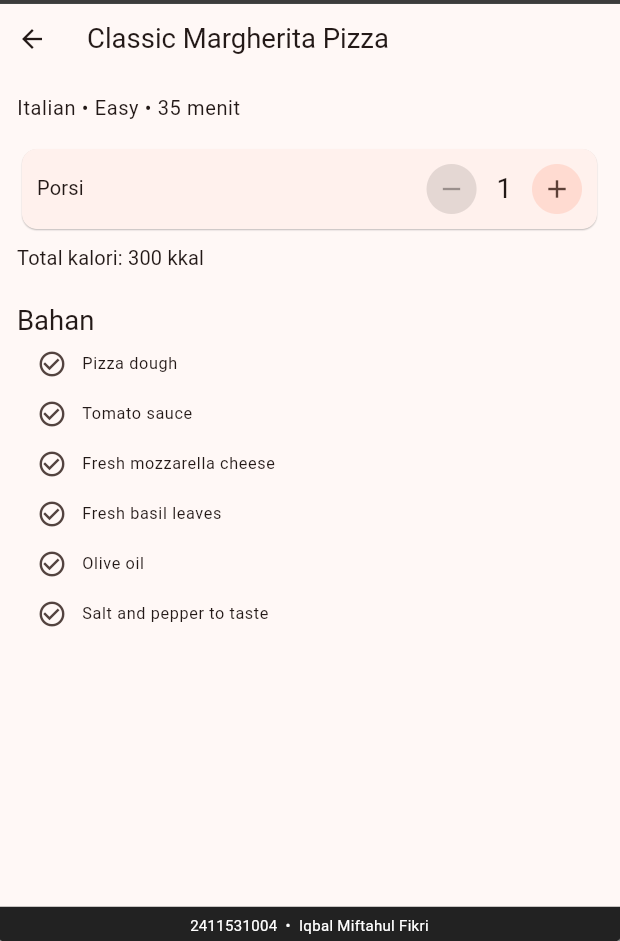 Classic Margherita Pizza
Italian • Easy • 35 menit
Porsi 1
Total kalori: 300 kkal
Bahan
Pizza dough
Tomato sauce
Fresh mozzarella cheese
Fresh basil leaves
Olive oil
Salt and pepper to taste
2411531004 • Iqbal Miftahul Fikri